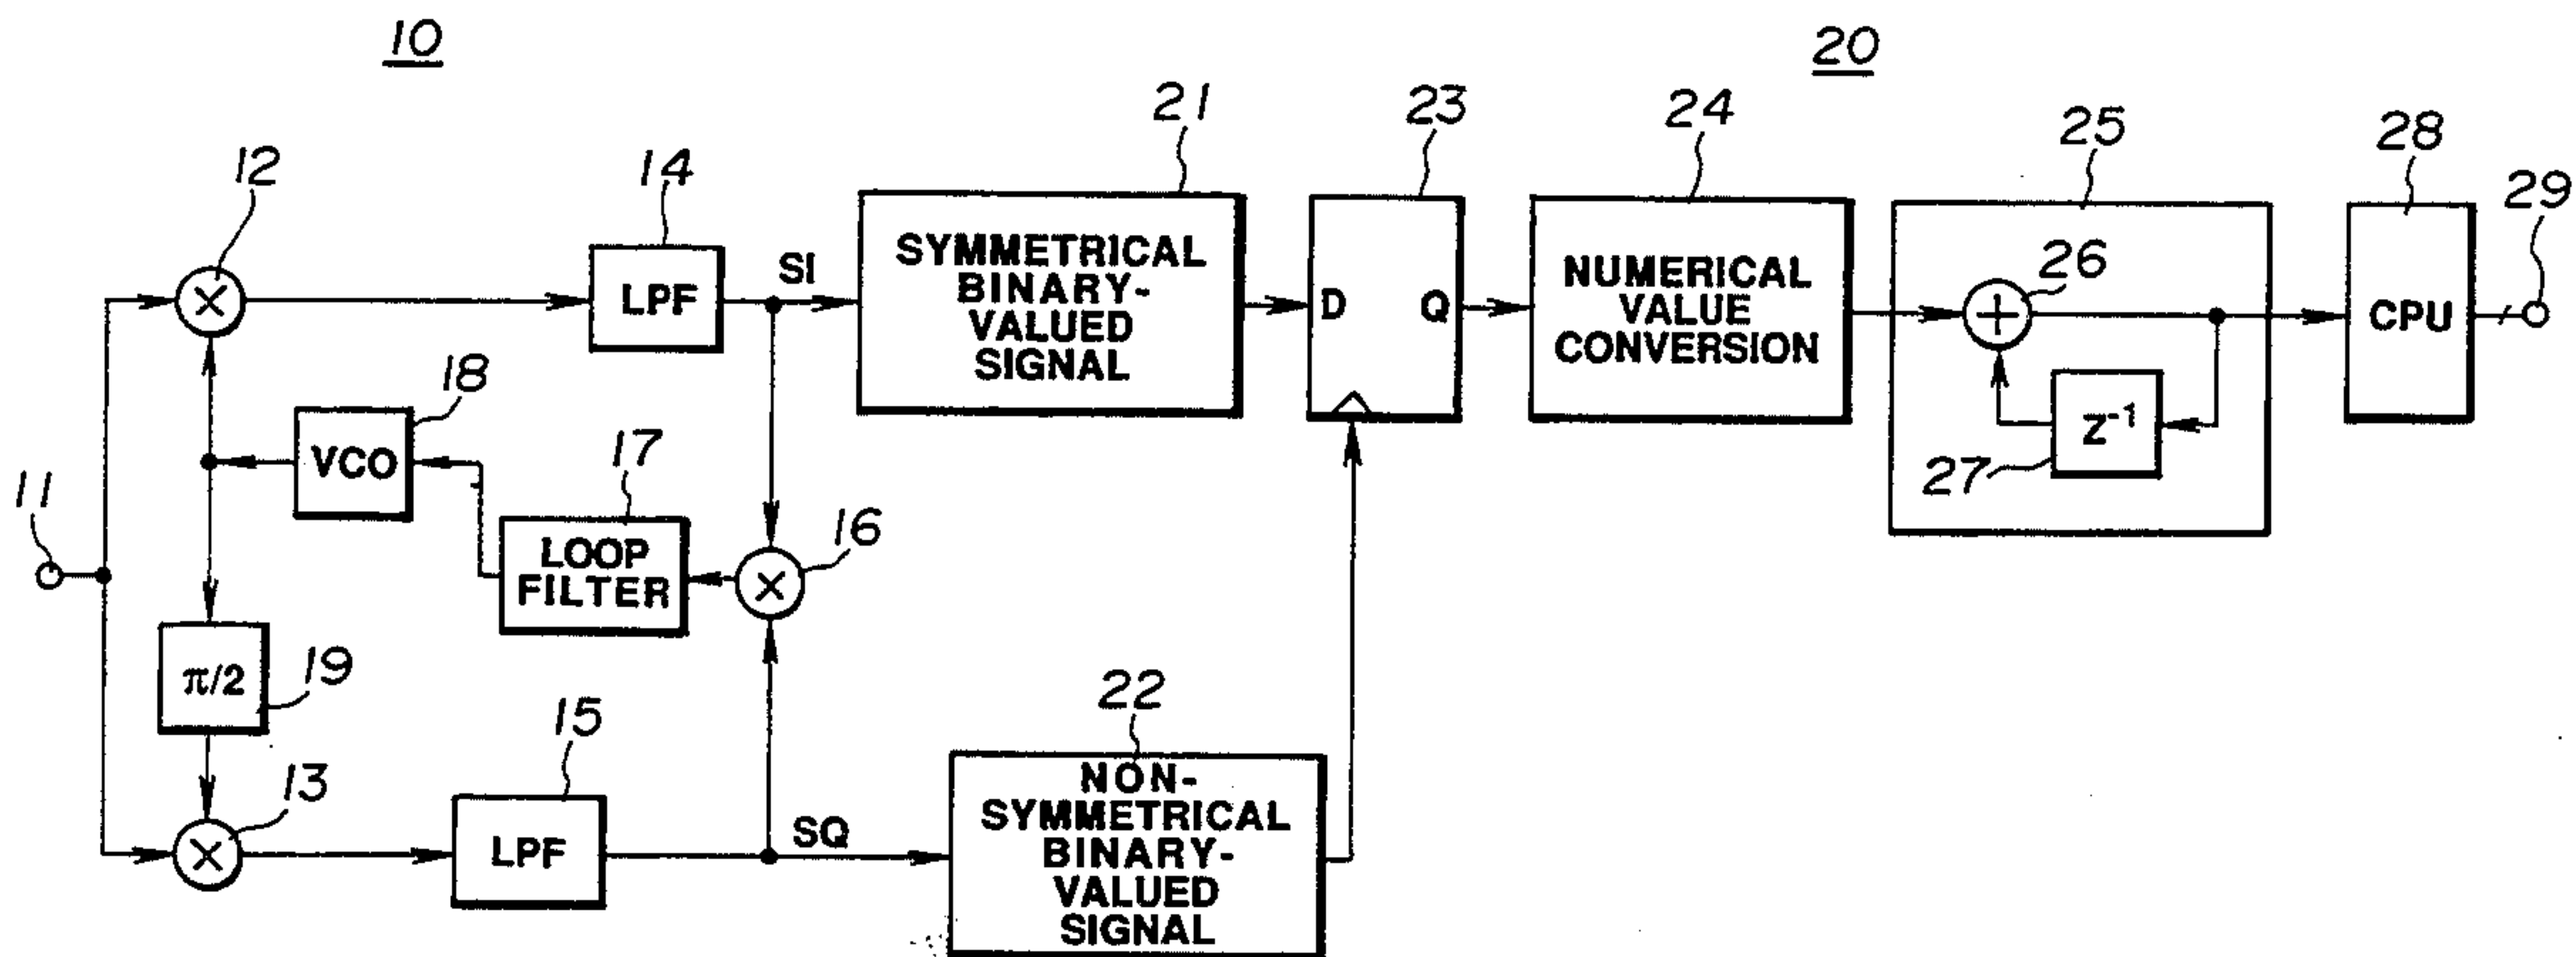 10
20
12
14
21
23
24
25
28
29
LPF
SI
SYMMETRICAL
BINARY-
VALUED
SIGNAL
D
Q
NUMERICAL
VALUE
CONVERSION
26
CPU
Z⁻¹
27
18
VCO
17
LOOP
FILTER
16
11
π/2
19
15
22
13
LPF
SQ
NON-
SYMMETRICAL
BINARY-
VALUED
SIGNAL